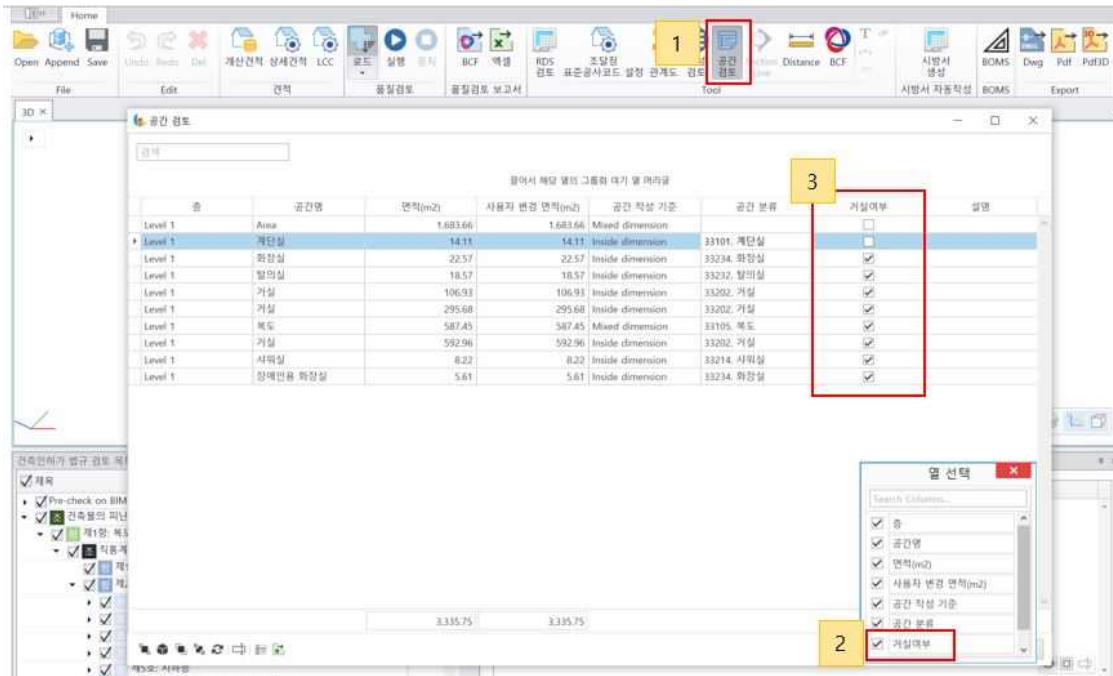 Home
Open Append Save Undo Redo Del 개산견적 상세견적 LCC 로드 실행 BCF 엑셀 RDS 검토 조달청 표준공사코드 설정 관계도 공간 검토 Distance BCF 시방서 생성 BOMS Dwg Pdf Pdf3D
File Edit 견적 품질검토 품질검토 보고서 Tool 시방서 자동작성 BOMS Export
1
3D
공간 검토
검색
끌어서 해당 열의 그룹화 여기 열 머리글
3
층 공간명 면적(m2) 사용자 변경 면적(m2) 공간 작성 기준 공간 분류 거실여부 설명
Level 1 Area 1,683.66 1,683.66 Mixed dimension
Level 1 계단실 14.11 14.11 Inside dimension 33101. 계단실
Level 1 화장실 22.57 22.57 Inside dimension 33234. 화장실
Level 1 탈의실 18.57 18.57 Inside dimension 33232. 탈의실
Level 1 거실 106.93 106.93 Inside dimension 33202. 거실
Level 1 거실 295.68 295.68 Inside dimension 33202. 거실
Level 1 복도 587.45 587.45 Mixed dimension 33105. 복도
Level 1 거실 592.96 592.96 Inside dimension 33202. 거실
Level 1 샤워실 8.22 8.22 Inside dimension 33214. 샤워실
Level 1 장애인용 화장실 5.61 5.61 Inside dimension 33234. 화장실
건축인허가 법규 검토 목
제목
Pre-check on BIM
건축물의 피난
제1항: 복도
직통계
열 선택
Search Columns...
층
공간명
면적(m2)
사용자 변경 면적(m2)
공간 작성 기준
공간 분류
거실여부
2
3,335.75 3,335.75